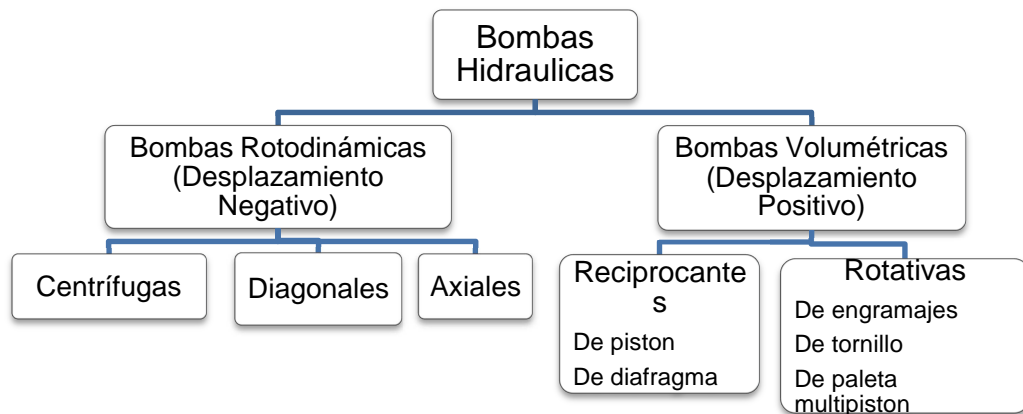 Bombas
Hidraulicas
Bombas Rotodinámicas
(Desplazamiento
Negativo)
Bombas Volumétricas
(Desplazamiento
Positivo)
Centrífugas
Diagonales
Axiales
Reciprocante
s
De piston
De diafragma
Rotativas
De engramajes
De tornillo
De paleta
multipiston